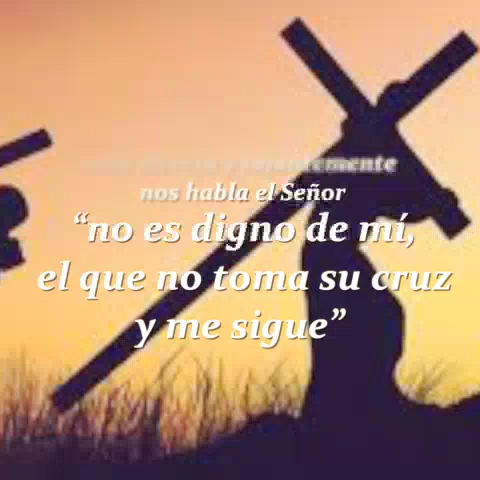 nos habla el Señor
“no es digno de mí,
el que no toma su cruz
y me sigue”